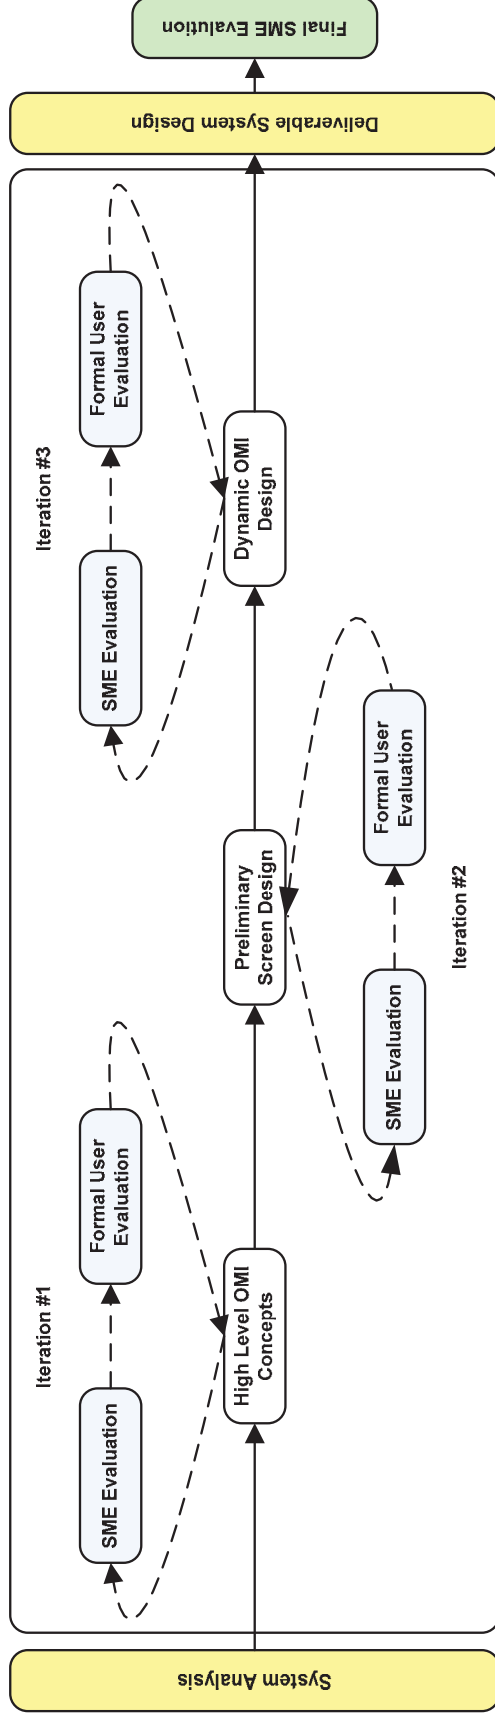 System Analysis
Iteration #1
SME Evaluation
Formal User
Evaluation
High Level OMI
Concepts
Preliminary
Screen Design
SME Evaluation
Formal User
Evaluation
Iteration #2
Iteration #3
SME Evaluation
Formal User
Evaluation
Dynamic OMI
Design
Deliverable System Design
Final SME Evalution